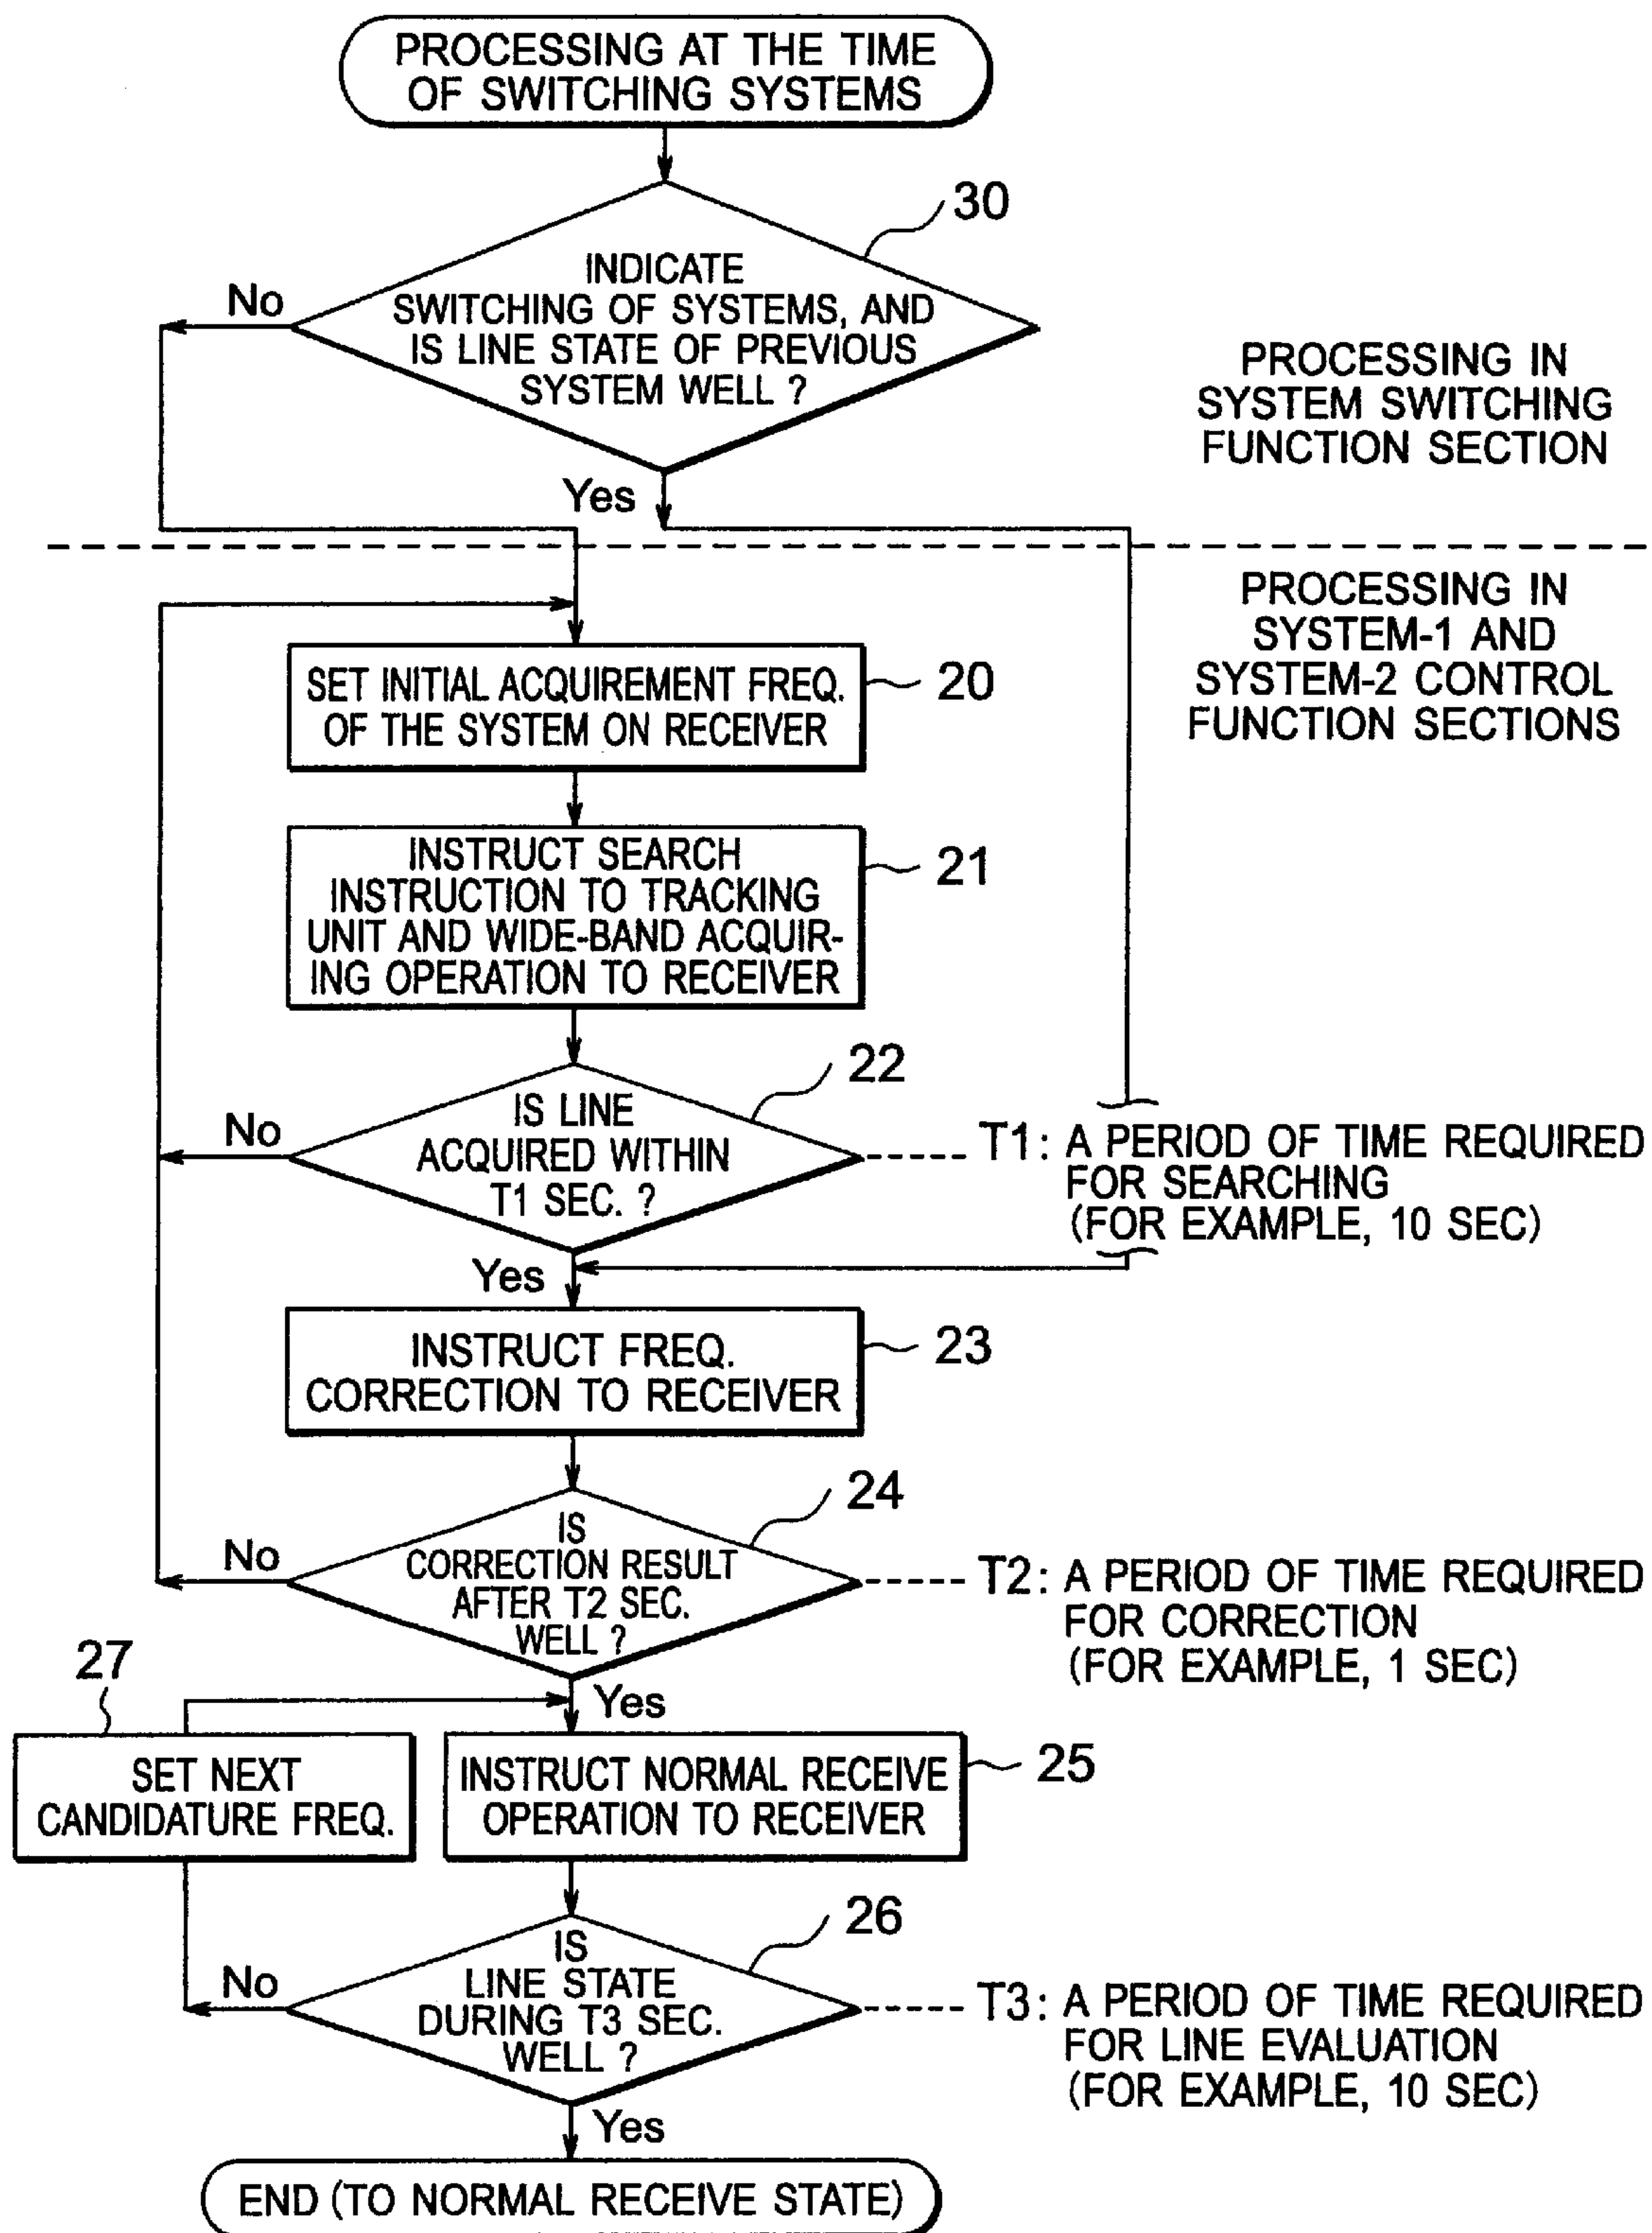 PROCESSING AT THE TIME
OF SWITCHING SYSTEMS
30
INDICATE
SWITCHING OF SYSTEMS, AND
IS LINE STATE OF PREVIOUS
SYSTEM WELL ?
No
Yes
PROCESSING IN
SYSTEM SWITCHING
FUNCTION SECTION
PROCESSING IN
SYSTEM-1 AND
SYSTEM-2 CONTROL
FUNCTION SECTIONS
SET INITIAL ACQUIREMENT FREQ.
OF THE SYSTEM ON RECEIVER
20
INSTRUCT SEARCH
INSTRUCTION TO TRACKING
UNIT AND WIDE-BAND ACQUIR-
ING OPERATION TO RECEIVER
21
22
IS LINE
ACQUIRED WITHIN
T1 SEC. ?
No
Yes
T1 : A PERIOD OF TIME REQUIRED
FOR SEARCHING
(FOR EXAMPLE, 10 SEC)
INSTRUCT FREQ.
CORRECTION TO RECEIVER
23
24
IS
CORRECTION RESULT
AFTER T2 SEC.
WELL ?
No
Yes
T2 : A PERIOD OF TIME REQUIRED
FOR CORRECTION
(FOR EXAMPLE, 1 SEC)
27
SET NEXT
CANDIDATURE FREQ.
INSTRUCT NORMAL RECEIVE
OPERATION TO RECEIVER
25
26
IS
LINE STATE
DURING T3 SEC.
WELL ?
No
Yes
T3 : A PERIOD OF TIME REQUIRED
FOR LINE EVALUATION
(FOR EXAMPLE, 10 SEC)
END (TO NORMAL RECEIVE STATE)